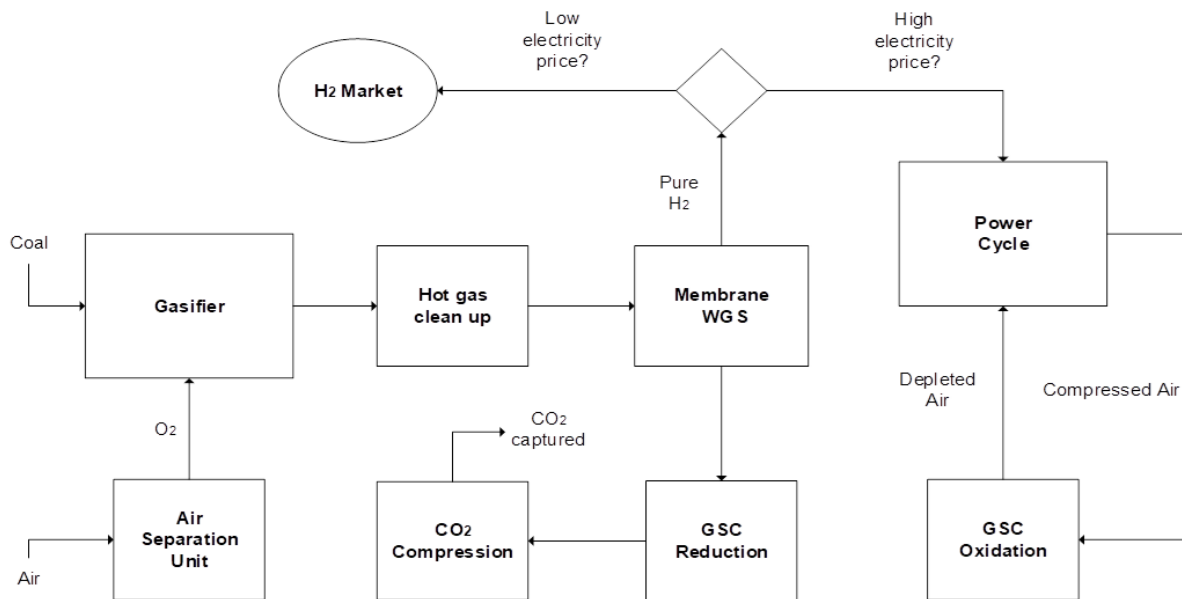 Low
electricity
price?
High
electricity
price?
H2 Market
Pure
H2
Power
Cycle
Coal
Gasifier
Hot gas
clean up
Membrane
WGS
Depleted
Air
Compressed Air
O2
CO2
captured
Air
Separation
Unit
CO2
Compression
GSC
Reduction
GSC
Oxidation
Air